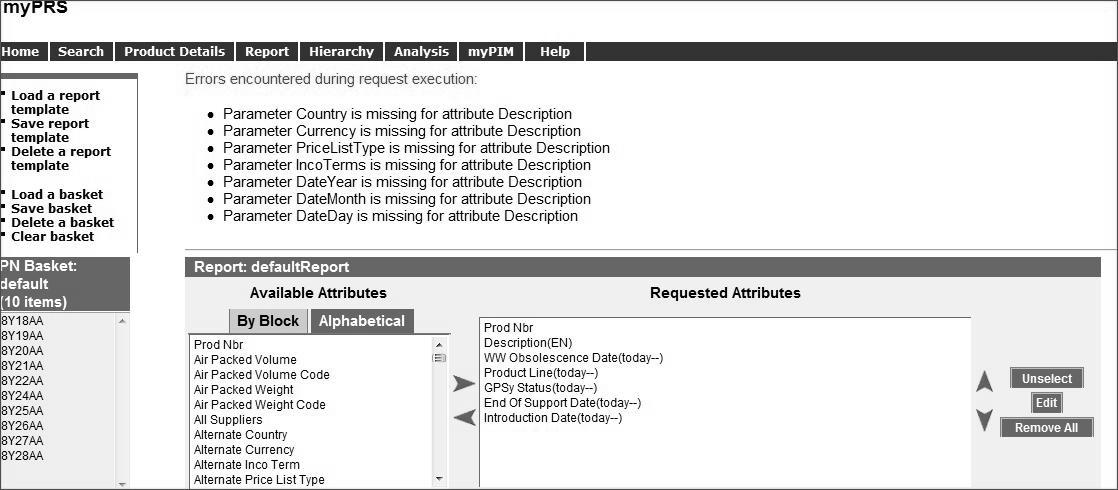 myPRS
Home Search Product Details Report Hierarchy Analysis myPIM Help
Load a report
template
Save report
template
Delete a report
template
Load a basket
Save basket
Delete a basket
Clear basket
PN Basket:
default
(10 items)
8Y18AA
8Y19AA
8Y20AA
8Y21AA
8Y22AA
8Y24AA
8Y25AA
8Y26AA
8Y27AA
8Y28AA
Errors encountered during request execution:
Parameter Country is missing for attribute Description
Parameter Currency is missing for attribute Description
Parameter PriceListType is missing for attribute Description
Parameter IncoTerms is missing for attribute Description
Parameter DateYear is missing for attribute Description
Parameter DateMonth is missing for attribute Description
Parameter DateDay is missing for attribute Description
Report: defaultReport
Available Attributes
By Block Alphabetical
Prod Nbr
Air Packed Volume
Air Packed Volume Code
Air Packed Weight
Air Packed Weight Code
All Suppliers
Alternate Country
Alternate Currency
Alternate Inco Term
Alternate Price List Type
Requested Attributes
Prod Nbr
Description(EN)
WW Obsolescence Date(today--)
Product Line(today--)
GPSy Status(today--)
End Of Support Date(today--)
Introduction Date(today--)
Unselect
Edit
Remove All